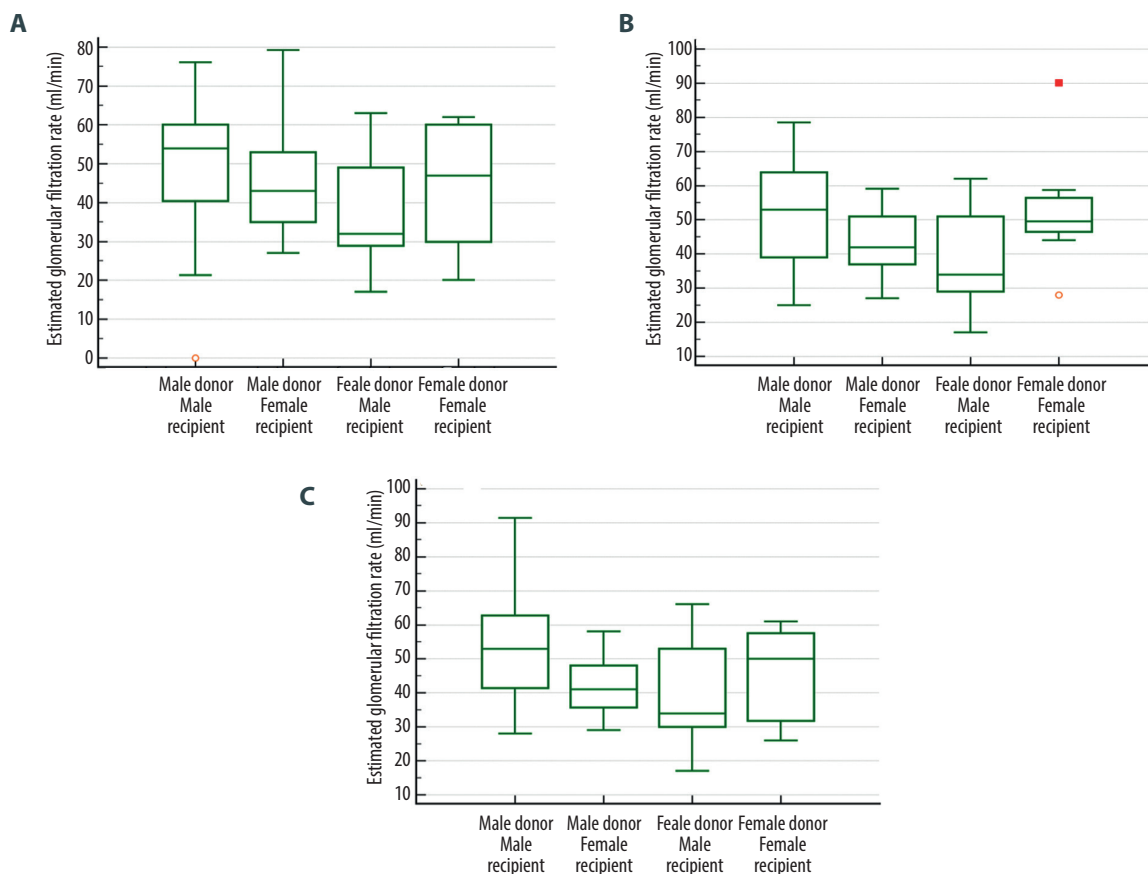 A
Estimated glomerular filtration rate (ml/min)
80
70
60
50
40
30
20
10
0
Male donor
Male
recipient
Male donor
Female
recipient
Feale donor
Male
recipient
Female donor
Female
recipient
B
Estimated glomerular filtration rate (ml/min)
100
90
80
70
60
50
40
30
20
10
Male donor
Male
recipient
Male donor
Female
recipient
Feale donor
Male
recipient
Female donor
Female
recipient
C
Estimated glomerular filtration rate (ml/min)
100
90
80
70
60
50
40
30
20
10
Male donor
Male
recipient
Male donor
Female
recipient
Feale donor
Male
recipient
Female donor
Female
recipient